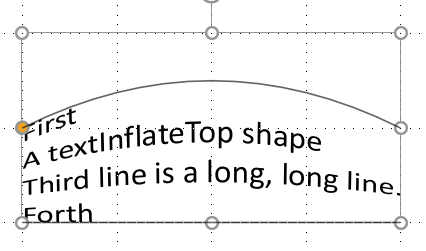 First
A textInflateTop shape
Third line is a long, long line.
Forth